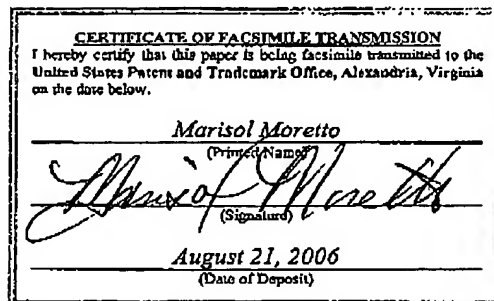 CERTIFICATE OF FACSIMILE TRANSMISSION
I hereby certify that this paper is being facsimile transmitted to the
United States Patent and Trademark Office, Alexandria, Virginia
on the date below.
Marisol Moretto
(Printed Name)
Marisol Moretto
(Signature)
August 21, 2006
(Date of Deposit)